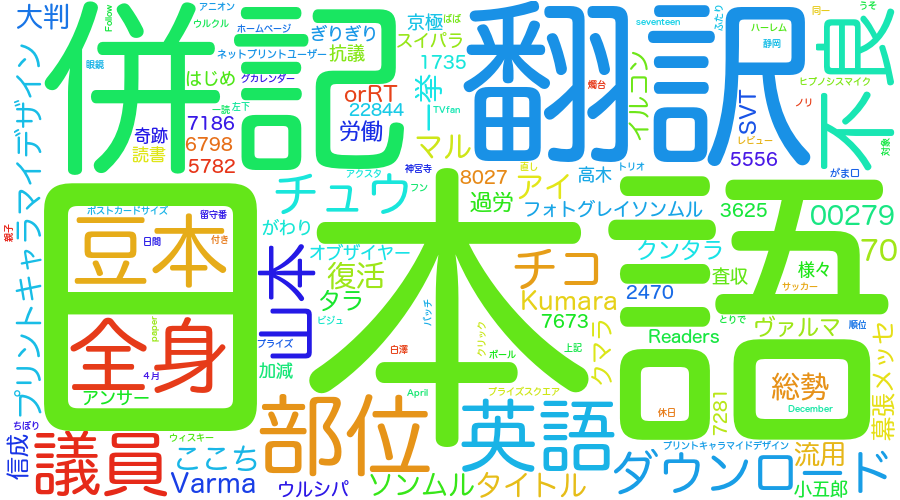 大判
併記
翻訳
不良
日本語
豆本
全身
部位
英語
議員
チュウ
山本
マル
アイ
チコ
Kumara
復活
タラ
オブザイヤー
がわり
加減
アンサー
プリントキャラマイデザイン
信成
ここち
Varma
ウルシパ
ソンムル
タイトル
ダウンロード
小五郎
流用
総勢
幕張メッセ
ヴァルマ
クマラ
Readers
7673
7281
2470
クンタラ
査収
様々
70
00279
3625
フォトグレイソンムル
過労
8027
高木
5556
SVT
イルコン
一挙
1735
スイパラ
京極
ぎりぎり
抗議
orRT
22844
労働
7186
6798
5782
奇跡
読書
はじめ
アニオン
ウルクル
Follow
ホームページ
ネットプリントユーザー
グカレンダー
一読
左下
眼鏡
ぱぱ
TVfan
seventeen
ふたり
ハーレム
静岡
同一
うそ
ヒプノシスマイク
ノリ
燭台
レビュー
対象
がま口
トリオ
直し
神宮寺
アクスタ
フン
ポストカードサイズ
留守番
日間
付き
親子
paper
4月
プライズ
ビジュ
バッチ
白澤
クリック
ポール
上記
プライズスクエア
April
サッカー
とりで
順位
休日
December
プリントキャラマイドデザイン
ちぼり
ウィスキー